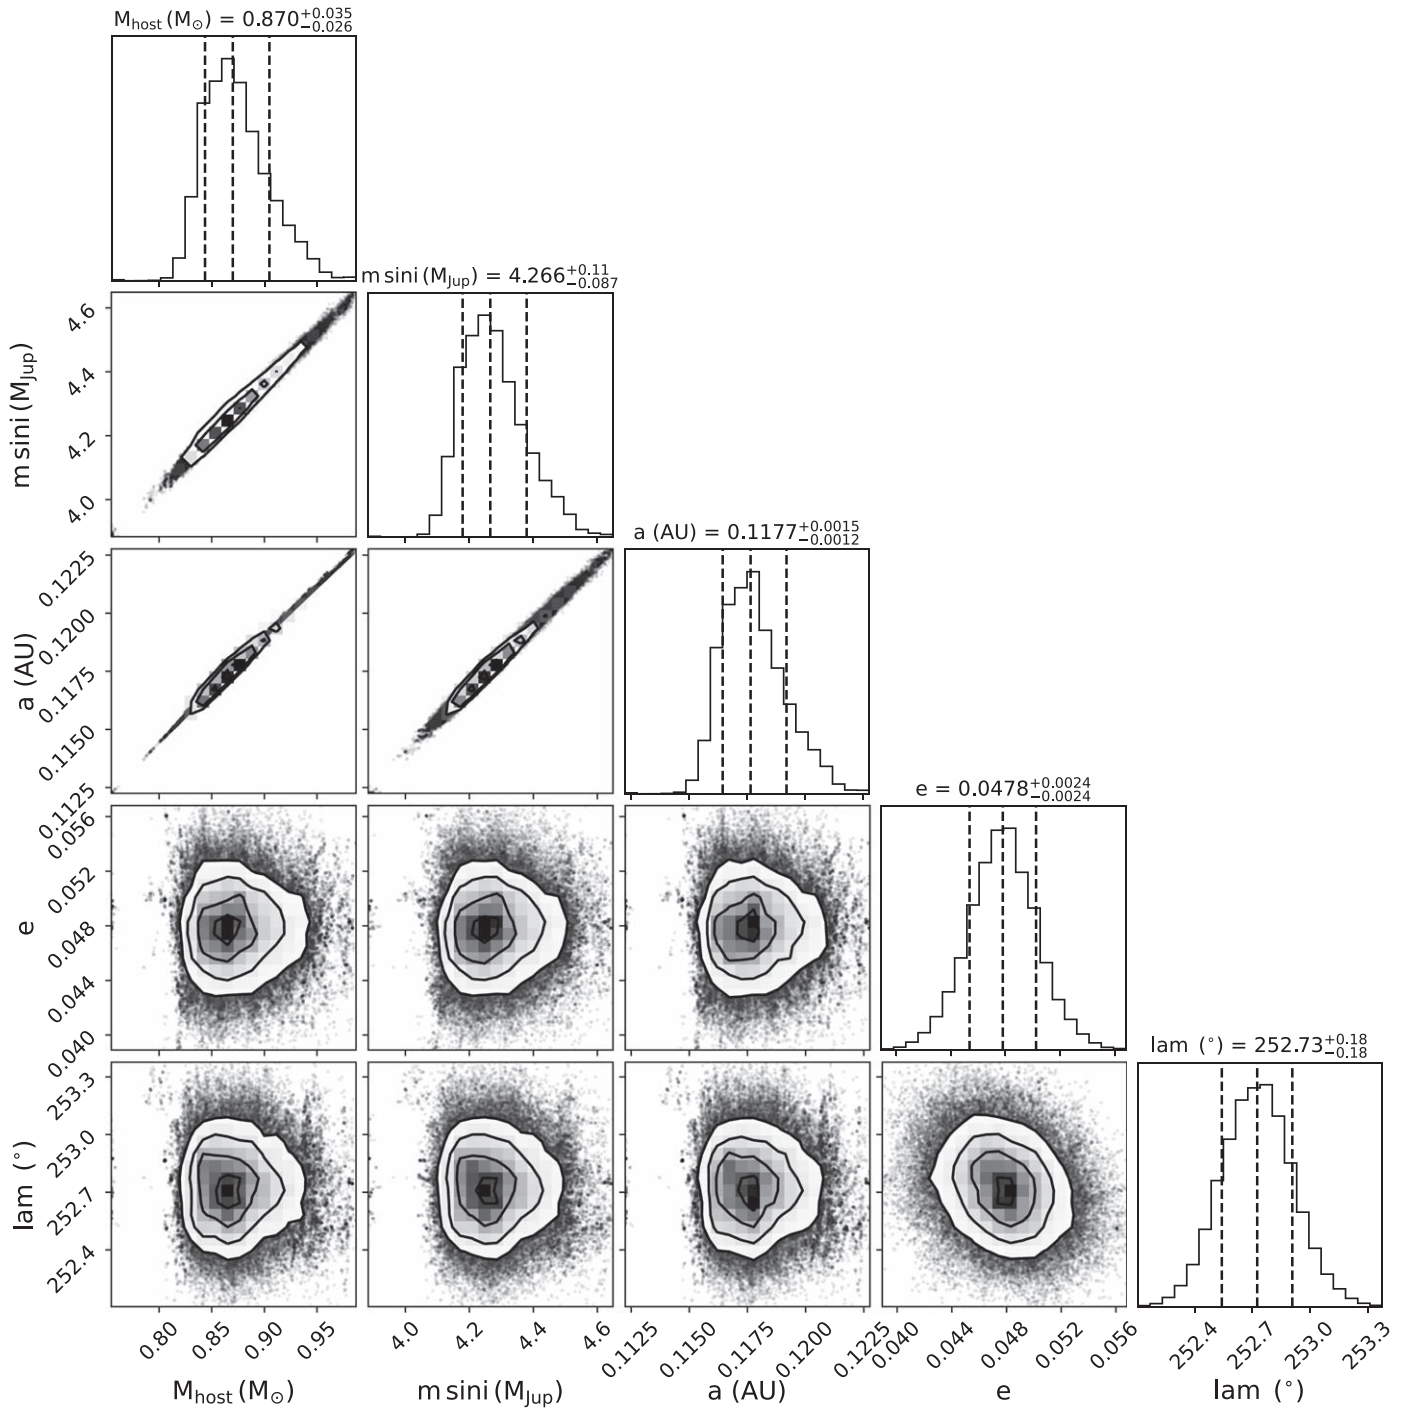 M_host (M_⊙) = 0.870^{+0.035}_{-0.026}
m sini (M_Jup) = 4.266^{+0.11}_{-0.087}
4.6
4.4
4.2
4.0
m sini (M_Jup)
a (AU) = 0.1177^{+0.0015}_{-0.0012}
0.1225
0.1200
0.1175
0.1150
0.1125
a (AU)
e = 0.0478^{+0.0024}_{-0.0024}
0.056
0.052
0.048
0.044
0.040
e
lam (°) = 252.73^{+0.18}_{-0.18}
253.3
253.0
252.7
252.4
lam (°)
0.80 0.85 0.90 0.95
4.0 4.2 4.4 4.6
0.1125 0.1150 0.1175 0.1200 0.1225
0.040 0.044 0.048 0.052 0.056
252.4 252.7 253.0 253.3
M_host (M_⊙)
m sini (M_Jup)
a (AU)
e
lam (°)